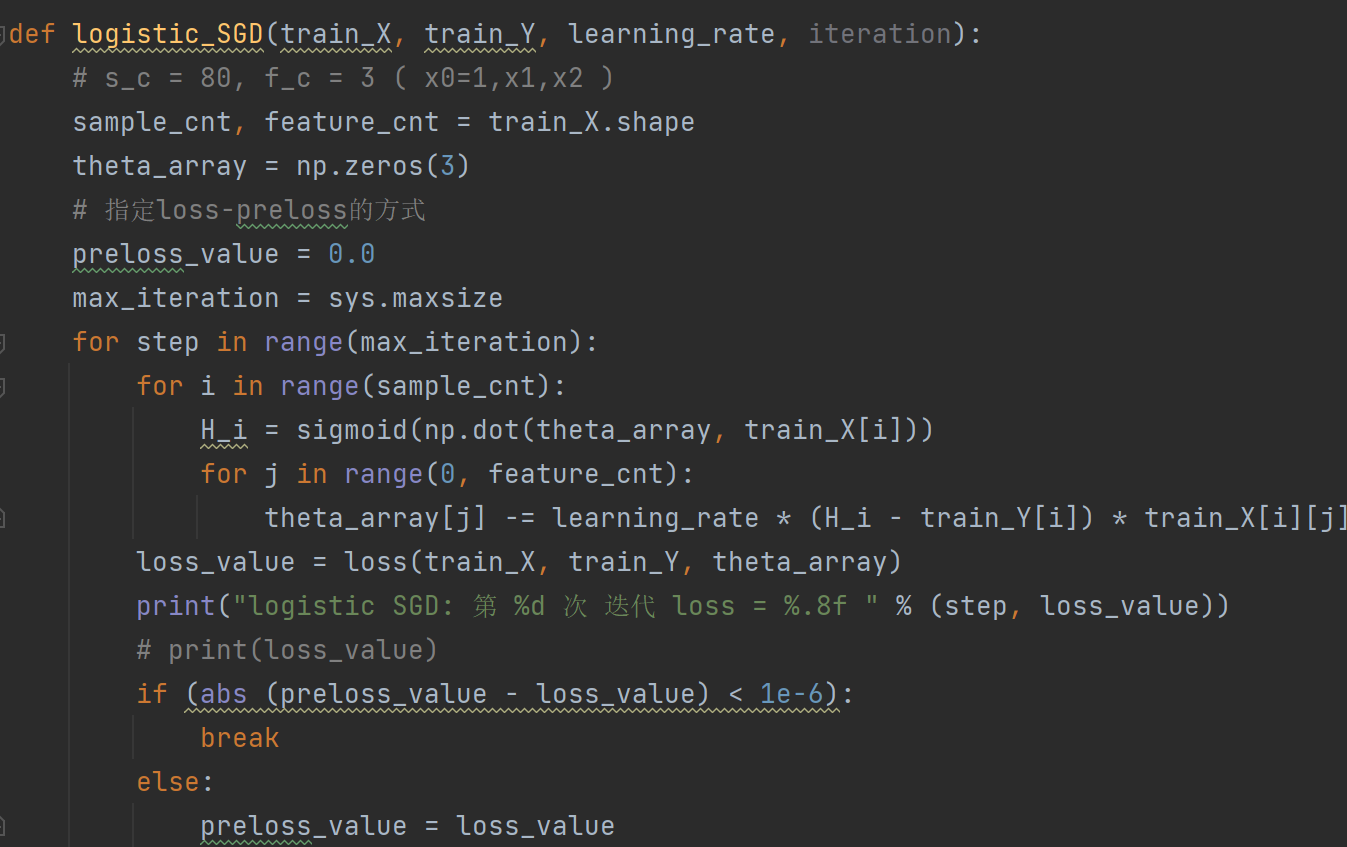 def logistic_SGD(train_X, train_Y, learning_rate, iteration):
    # s_c = 80, f_c = 3 ( x0=1,x1,x2 )
    sample_cnt, feature_cnt = train_X.shape
    theta_array = np.zeros(3)
    # 指定loss-preloss的方式
    preloss_value = 0.0
    max_iteration = sys.maxsize
    for step in range(max_iteration):
        for i in range(sample_cnt):
            H_i = sigmoid(np.dot(theta_array, train_X[i]))
            for j in range(0, feature_cnt):
                theta_array[j] -= learning_rate * (H_i - train_Y[i]) * train_X[i][j]
        loss_value = loss(train_X, train_Y, theta_array)
        print("logistic SGD: 第 %d 次 迭代 loss = %.8f " % (step, loss_value))
        # print(loss_value)
        if (abs (preloss_value - loss_value) < 1e-6):
            break
        else:
            preloss_value = loss_value